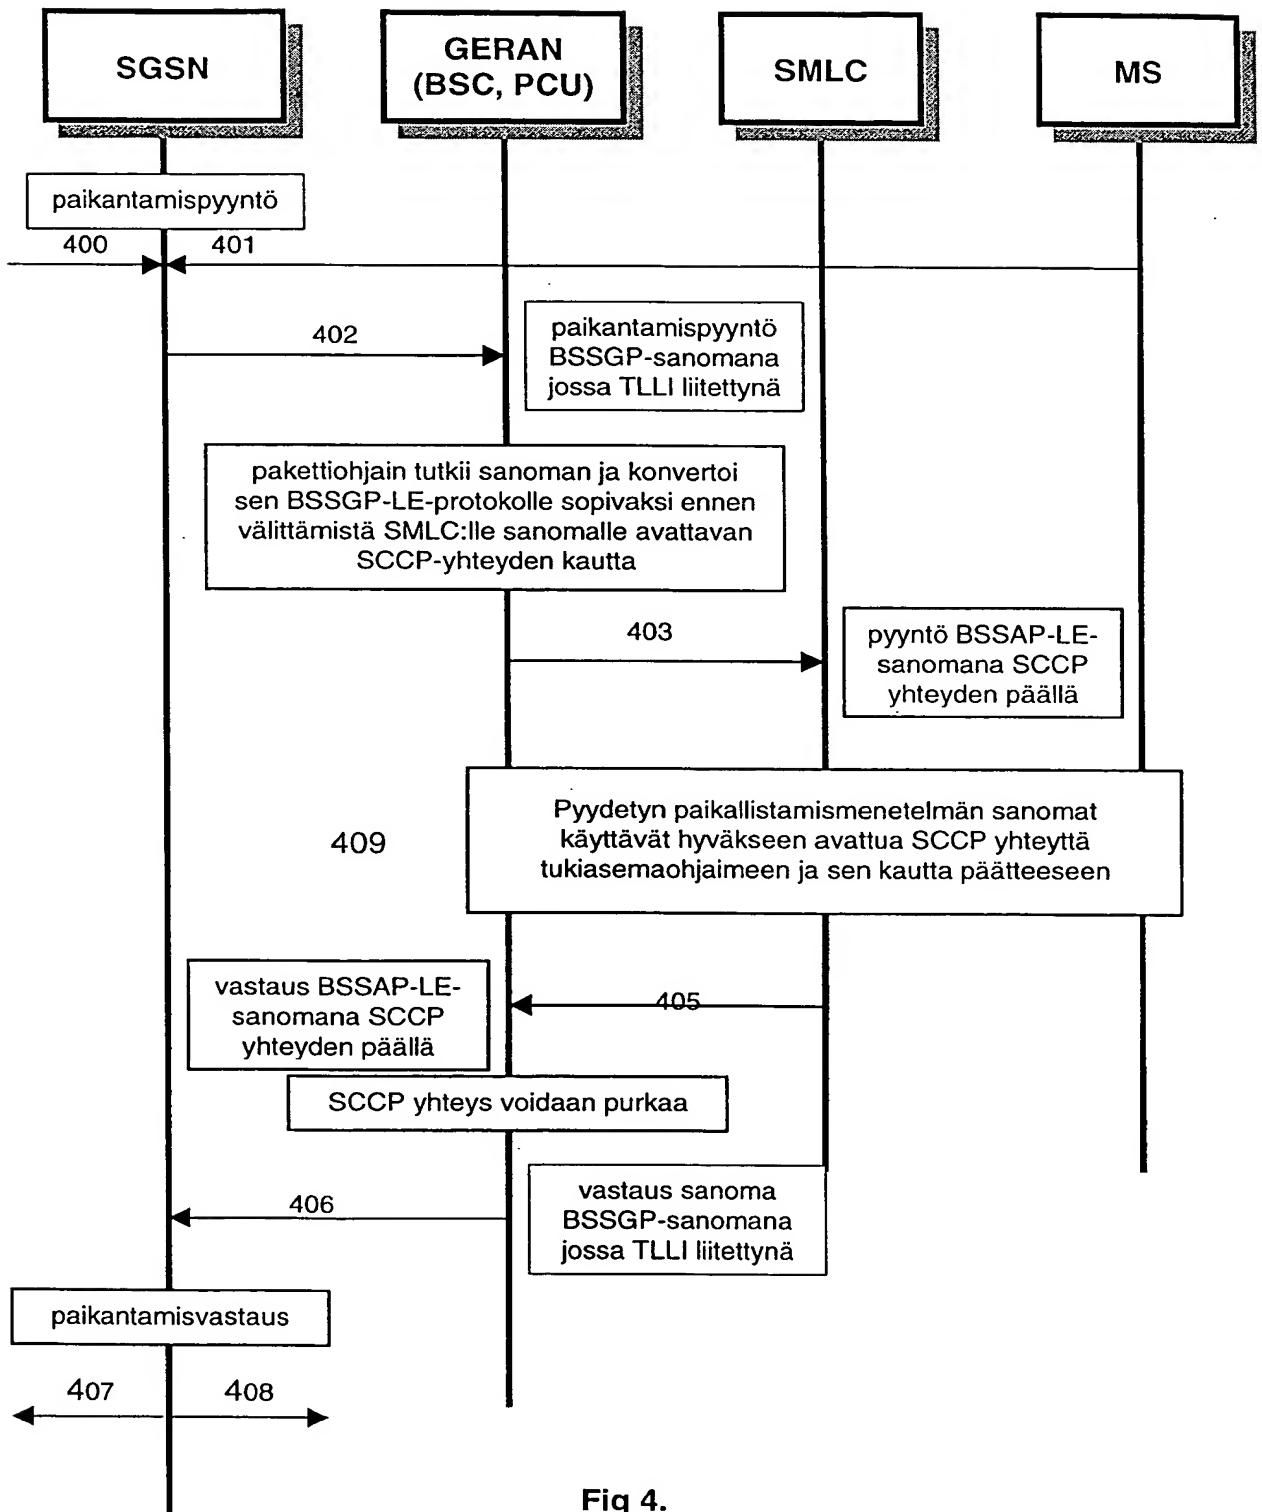 SGSN
GERAN
(BSC, PCU)
SMLC
MS
paikantamispyyntö
400
401
402
paikantamispyyntö
BSSGP-sanomana
jossa TLLI liitettynä
pakettiohjain tutkii sanoman ja konvertoi
sen BSSGP-LE-protokolle sopivaksi ennen
välittämistä SMLC:lle sanomalle avattavan
SCCP-yhteyden kautta
403
pyyntö BSSAP-LE-
sanomana SCCP
yhteyden päällä
409
Pyydetyn paikallistamismenetelmän sanomat
käyttävät hyväkseen avattua SCCP yhteyttä
tukiasemaohjaimeen ja sen kautta päätteeseen
vastaus BSSAP-LE-
sanomana SCCP
yhteyden päällä
405
SCCP yhteys voidaan purkaa
406
vastaus sanoma
BSSGP-sanomana
jossa TLLI liitettynä
paikantamisvastaus
407
408
Fig 4.